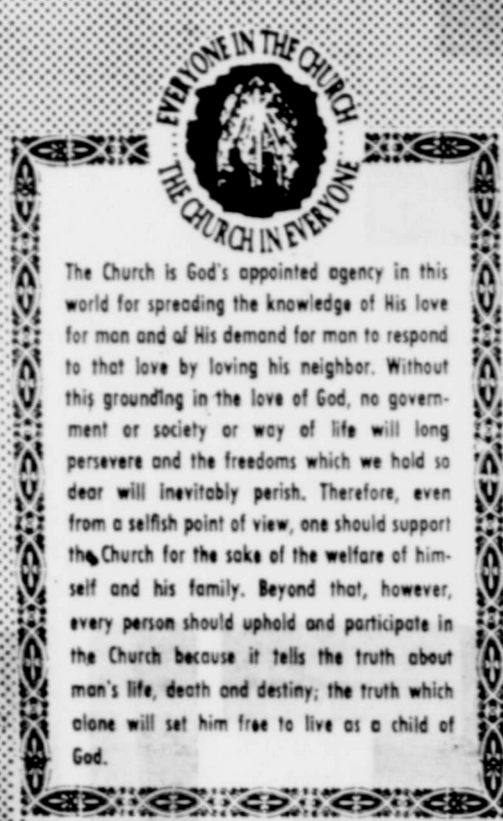 EVERYONE IN THE CHURCH
THE CHURCH IN EVERYONE
The Church is God's appointed agency in this
world for spreading the knowledge of His love
for man and of His demand for man to respond
to that love by loving his neighbor. Without
this grounding in the love of God, no govern-
ment or society or way of life will long
persevere and the freedoms which we hold so
dear will inevitably perish. Therefore, even
from a selfish point of view, one should support
the Church for the sake of the welfare of him-
self and his family. Beyond that, however,
every person should uphold and participate in
the Church because it tells the truth about
man's life, death and destiny; the truth which
alone will set him free to live as a child of
God.